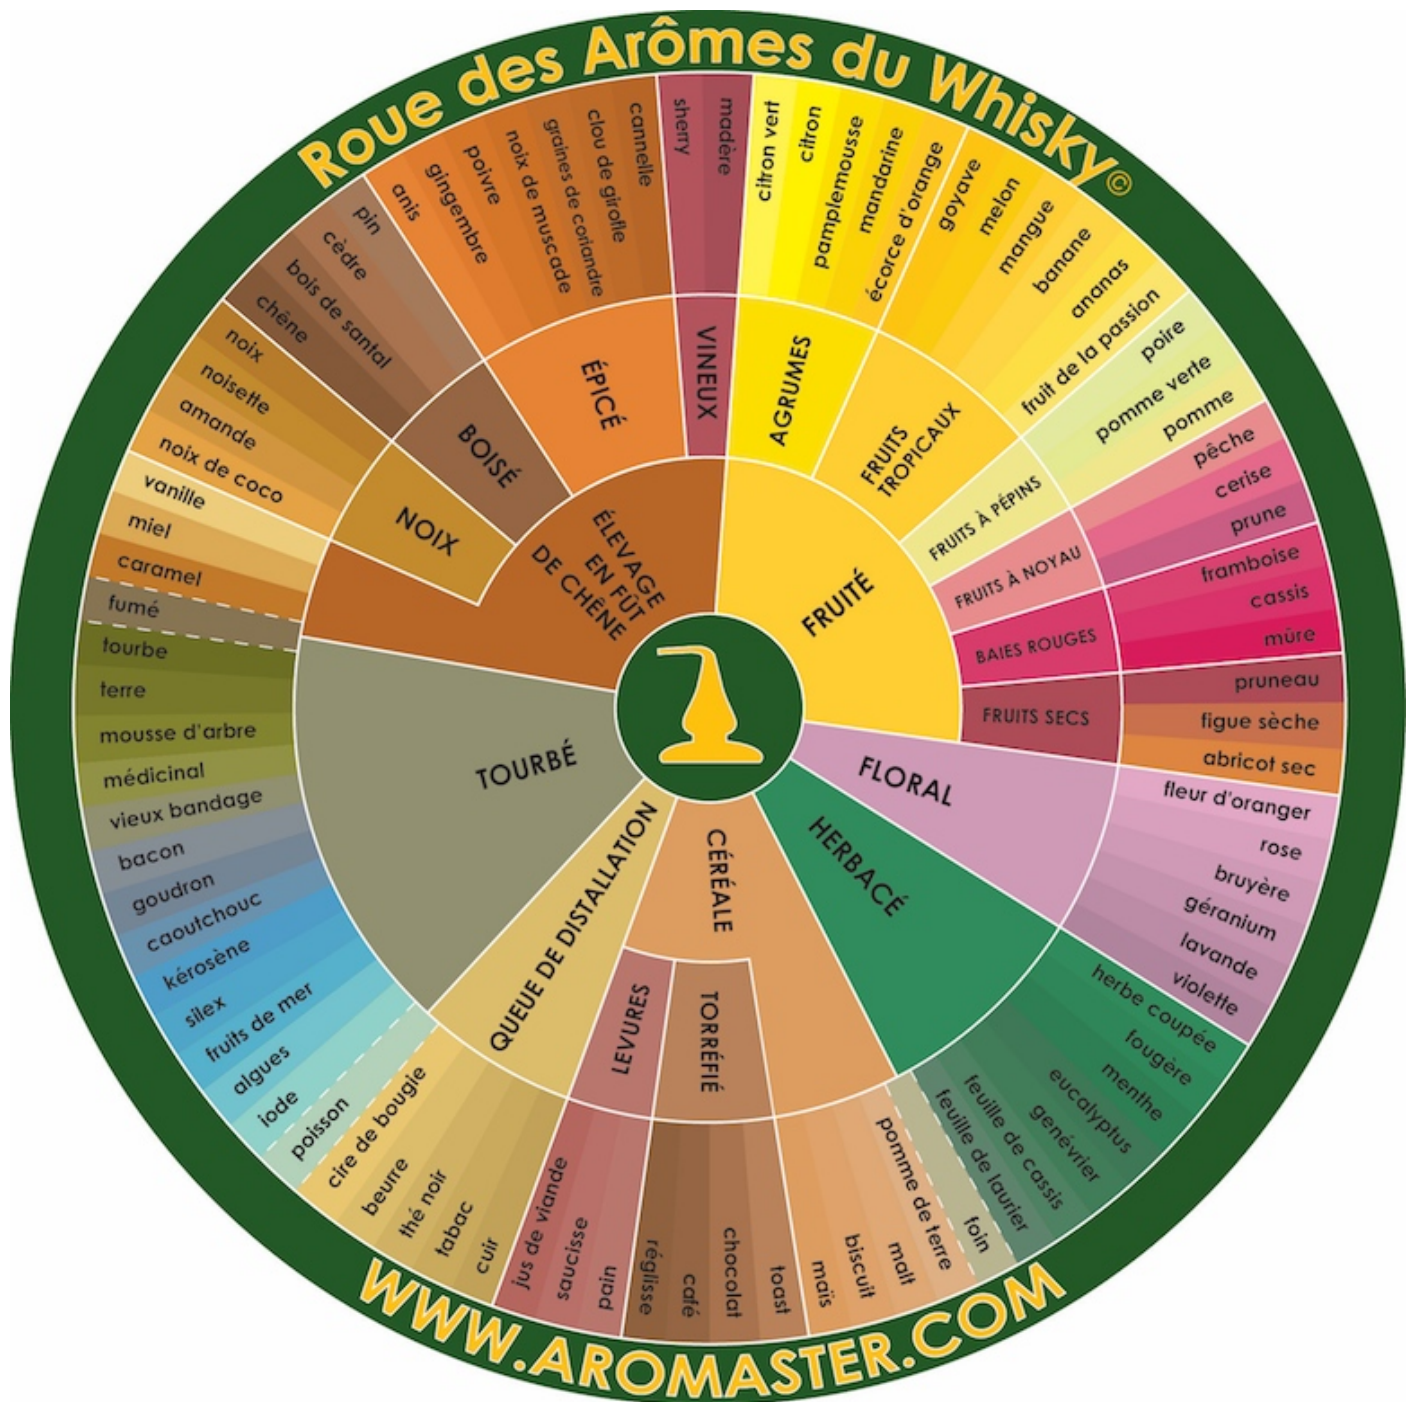 Roue des Arômes du Whisky©
FRUITÉ
AGRUMES
citron vert
citron
pamplemousse
mandarine
écorce d'orange
FRUITS
TROPICAUX
goyave
melon
mangue
banane
ananas
fruit de la passion
FRUITS À PÉPINS
poire
pomme verte
pomme
FRUITS À NOYAU
pêche
cerise
prune
BAIES ROUGES
framboise
cassis
mûre
FRUITS SECS
pruneau
figue sèche
abricot sec
FLORAL
fleur d'oranger
rose
bruyère
géranium
lavande
violette
HERBACÉ
herbe coupée
fougère
menthe
eucalyptus
genévrier
feuille de cassis
feuille de laurier
foin
CÉRÉALE
pomme de terre
malt
biscuit
maïs
TORRÉFIÉ
toast
chocolat
café
réglisse
LEVURES
pain
saucisse
jus de viande
QUEUE DE DISTALLATION
cuir
tabac
thé noir
beurre
cire de bougie
poisson
TOURBÉ
iode
algues
fruits de mer
silex
kérosène
caoutchouc
goudron
bacon
vieux bandage
médicinal
mousse d'arbre
terre
tourbe
fumé
ÉLEVAGE
EN FÛT
DE CHÊNE
caramel
miel
vanille
NOIX
noix de coco
amande
noisette
noix
BOISÉ
chêne
bois de santal
cèdre
pin
ÉPICÉ
anis
gingembre
poivre
noix de muscade
graines de coriandre
clou de girofle
cannelle
VINEUX
sherry
madère
WWW.AROMASTER.COM